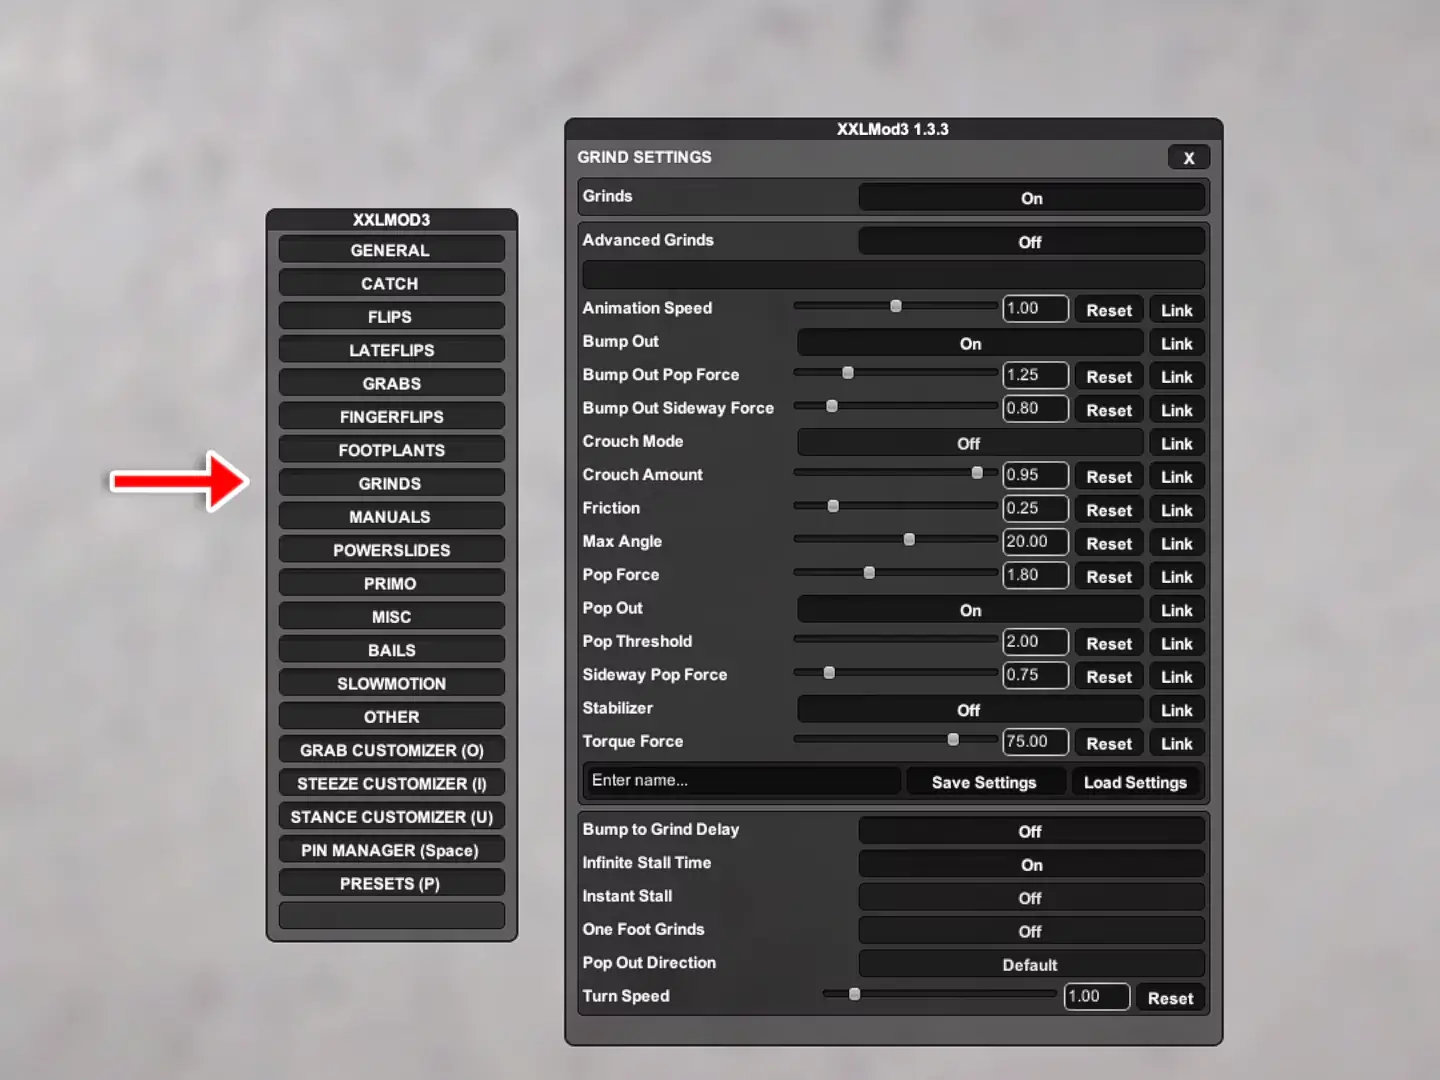 XXLMOD3
GENERAL
CATCH
FLIPS
LATEFLIPS
GRABS
FINGERFLIPS
FOOTPLANTS
GRINDS
MANUALS
POWERSLIDES
PRIMO
MISC
BAILS
SLOWMOTION
OTHER
GRAB CUSTOMIZER (O)
STEEZE CUSTOMIZER (I)
STANCE CUSTOMIZER (U)
PIN MANAGER (Space)
PRESETS (P)
XXLMod3 1.3.3
GRIND SETTINGS X
Grinds On
Advanced Grinds Off
Animation Speed 1.00 Reset Link
Bump Out On Link
Bump Out Pop Force 1.25 Reset Link
Bump Out Sideway Force 0.80 Reset Link
Crouch Mode Off Link
Crouch Amount 0.95 Reset Link
Friction 0.25 Reset Link
Max Angle 20.00 Reset Link
Pop Force 1.80 Reset Link
Pop Out On Link
Pop Threshold 2.00 Reset Link
Sideway Pop Force 0.75 Reset Link
Stabilizer Off Link
Torque Force 75.00 Reset Link
Enter name... Save Settings Load Settings
Bump to Grind Delay Off
Infinite Stall Time On
Instant Stall Off
One Foot Grinds Off
Pop Out Direction Default
Turn Speed 1.00 Reset